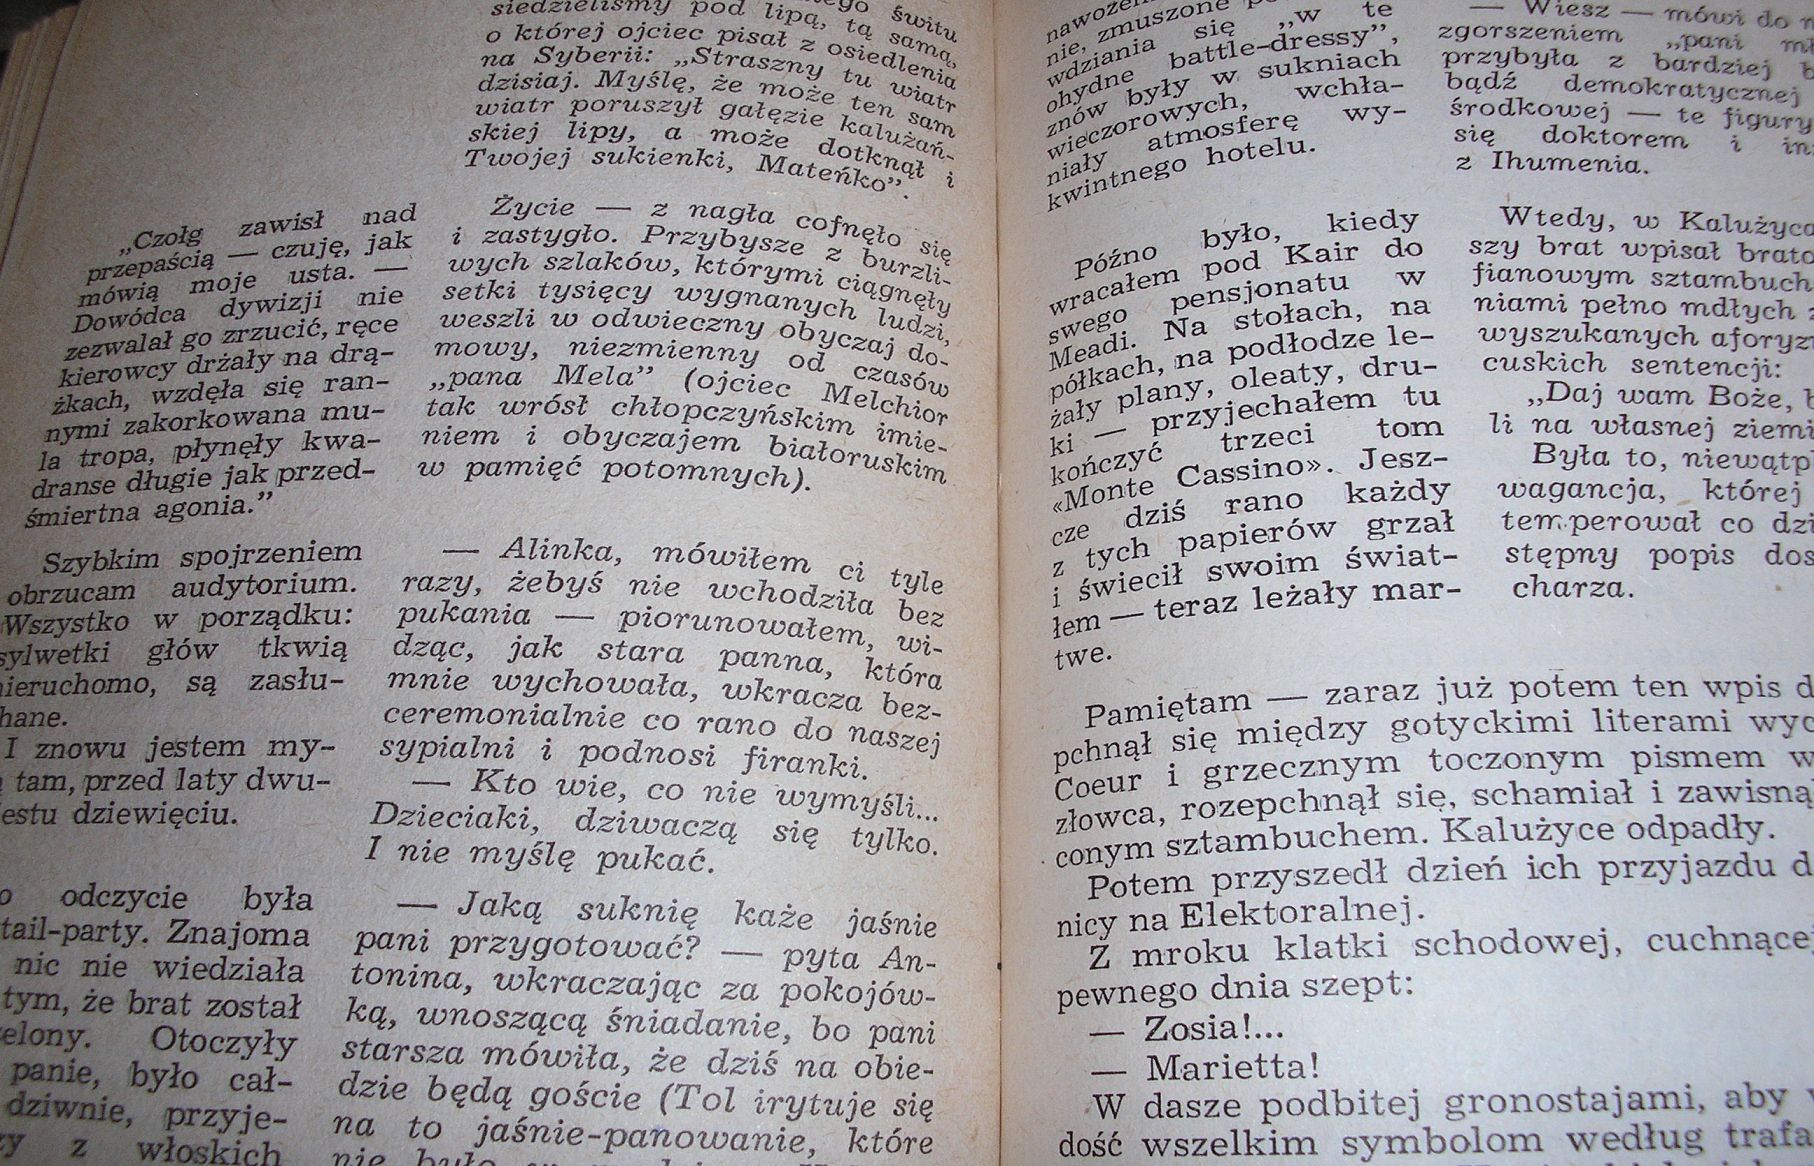 „Czołg zawisł nad
przepaścią — czuję, jak
mówią moje usta. —
Dowódca dywizji nie
zezwalał go zrzucić, ręce
kierowcy drżały na drą-
żkach, wzdęła się ran-
nymi zakorkowana mu-
la tropa, płynęły kwa-
dranse długie jak przed-
śmiertna agonia.”
Szybkim spojrzeniem
obrzucam audytorium.
Wszystko w porządku:
sylwetki głów tkwią
nieruchomo, są zasłu-
chane.
I znowu jestem my-
tam, przed laty dwu-
dziestu dziewięciu.
odczycie była
Znajoma
nic nie wiedziała
tym, że brat został
Otoczyły
panie, było cał-
dziwnie, przyje-
z włoskich
świtu
siedzieliśmy pod lipą, tą samą,
o której ojciec pisał z osiedlenia
na Syberii: „Straszny tu wiatr
dzisiaj. Myślę, że może ten sam
wiatr poruszył gałęzie kalużań-
skiej lipy, a może dotknął i
Twojej sukienki, Mateńko”.
Życie — z nagła cofnęło się
i zastygło. Przybysze z burzli-
wych szlaków, którymi ciągnęły
setki tysięcy wygnanych ludzi,
weszli w odwieczny obyczaj do-
mowy, niezmienny od czasów
„pana Mela” (ojciec Melchior
tak wrósł chłopczyńskim imie-
niem i obyczajem białoruskim
w pamięć potomnych).
— Alinka, mówiłem ci tyle
razy, żebyś nie wchodziła bez
pukania — piorunowałem, wi-
dząc, jak stara panna, która
mnie wychowała, wkracza bez-
ceremonialnie co rano do naszej
sypialni i podnosi firanki.
— Kto wie, co nie wymyśli...
Dzieciaki, dziwaczą się tylko.
I nie myślę pukać.
— Jaką suknię każe jaśnie
pani przygotować? — pyta An-
tonina, wkraczając za pokojów-
ką, wnoszącą śniadanie, bo pani
starsza mówiła, że dziś na obie-
dzie będą goście (Tol irytuje się
na to jaśnie-panowanie, które
nie było
nie, zmuszone
wdziania się „w te
ohydne battle-dressy”,
znów były w sukniach
wieczorowych, wchła-
niały atmosferę wy-
kwintnego hotelu.
Późno było, kiedy
wracałem pod Kair do
swego pensjonatu w
Meadi. Na stołach, na
półkach, na podłodze le-
żały plany, oleaty, dru-
ki — przyjechałem tu
kończyć trzeci tom
«Monte Cassino». Jesz-
cze dziś rano każdy
z tych papierów grzał
i świecił swoim świat-
łem — teraz leżały mar-
twe.
— Wiesz — mówi do
zgorszeniem „pani
przybyła z bardziej
bądź demokratycznej
środkowej — te figury
się doktorem i
z Ihumenia.
Wtedy, w
szy brat wpisał
fianowym
niami pełno mdłych
wyszukanych
cuskich sentencji:
„Daj wam Boże,
li na własnej ziemi
Była to,
wagancja, której
temperował co
stępny popis
charza.
Pamiętam — zaraz już potem ten wpis
pchnął się między gotyckimi literami
Coeur i grzecznym toczonym pismem
złowca, rozepchnął się, schamiał i
conym sztambuchem. Kalużyce odpadły.
Potem przyszedł dzień ich przyjazdu
nicy na Elektoralnej.
Z mroku klatki schodowej, cuchnącej
pewnego dnia szept:
— Zosia!...
— Marietta!
W dasze podbitej gronostajami, aby
dość wszelkim symbolom według